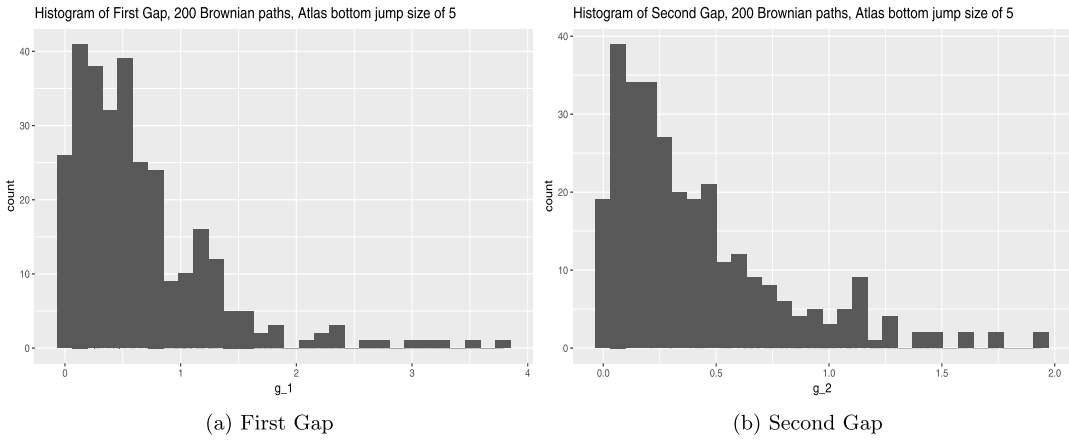 Histogram of First Gap, 200 Brownian paths, Atlas bottom jump size of 5
40
30
20
10
0
count
0 1 2 3 4
g_1
(a) First Gap
Histogram of Second Gap, 200 Brownian paths, Atlas bottom jump size of 5
40
30
20
10
0
count
0.0 0.5 1.0 1.5 2.0
g_2
(b) Second Gap